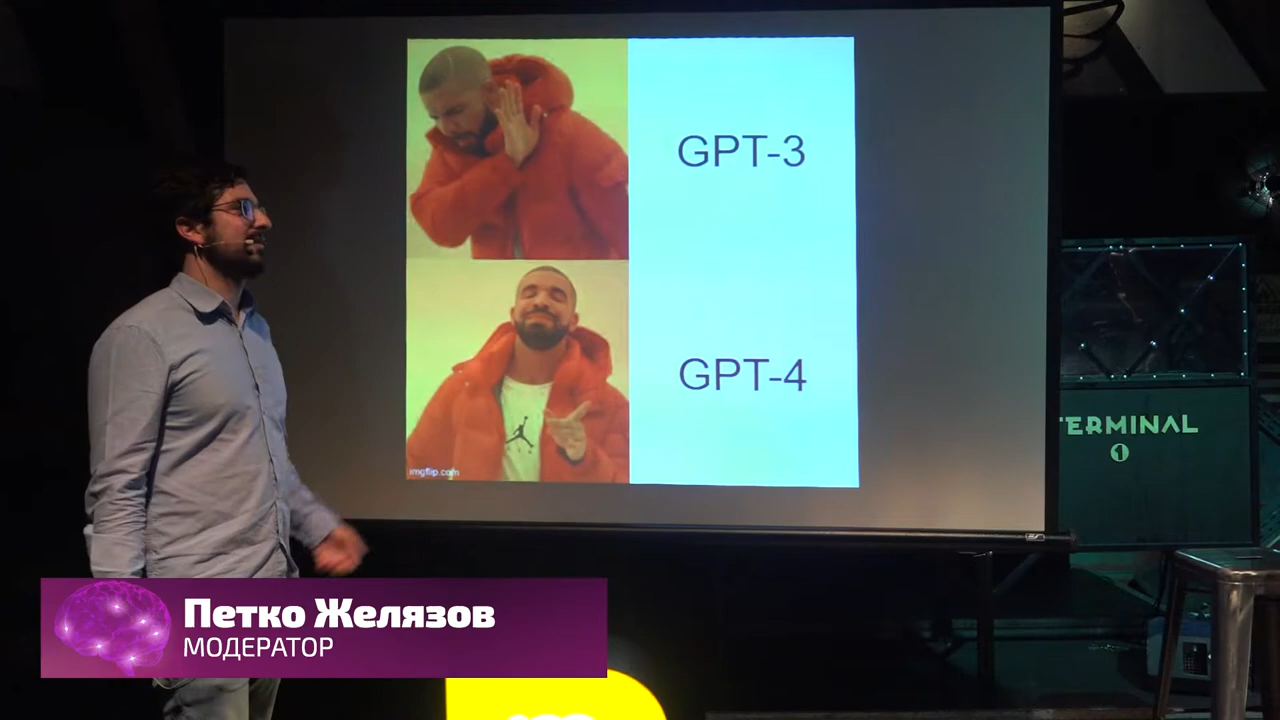 GPT-3
GPT-4
imgflip.com
TERMINAL
1
Петко Желязов
МОДЕРАТОР